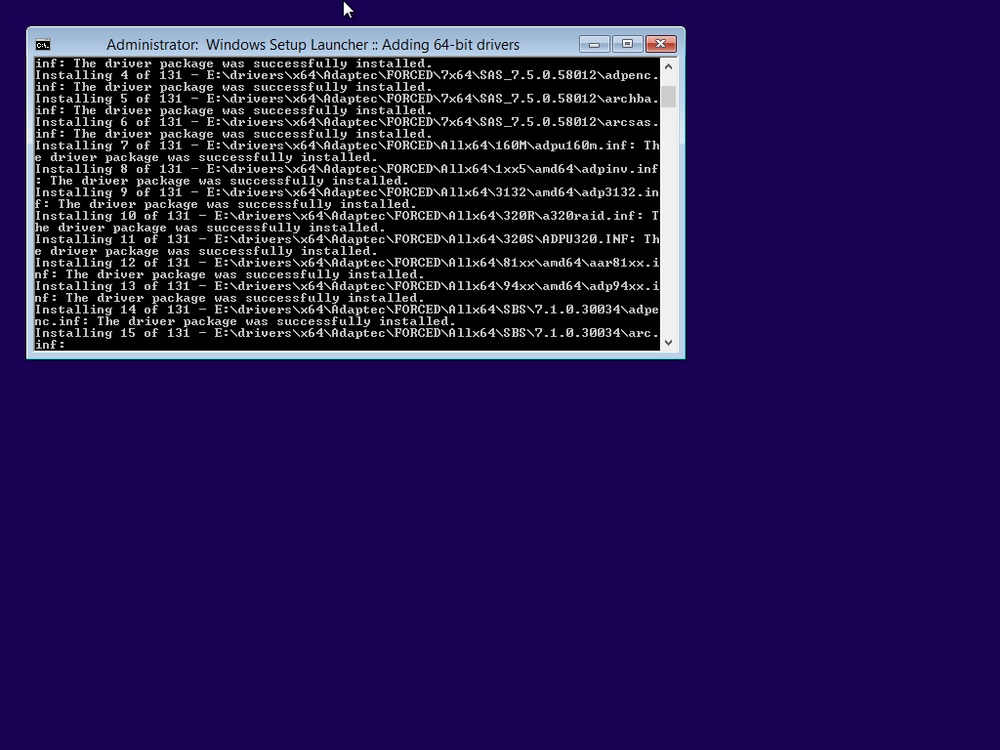 Administrator:  Windows Setup Launcher :: Adding 64-bit drivers
inf: The driver package was successfully installed.
Installing 4 of 131 - E:\drivers\x64\Adaptec\FORCED\7x64\SAS_7.5.0.58012\adpenc.
inf: The driver package was successfully installed.
Installing 5 of 131 - E:\drivers\x64\Adaptec\FORCED\7x64\SAS_7.5.0.58012\archba.
inf: The driver package was successfully installed.
Installing 6 of 131 - E:\drivers\x64\Adaptec\FORCED\7x64\SAS_7.5.0.58012\arcsas.
inf: The driver package was successfully installed.
Installing 7 of 131 - E:\drivers\x64\Adaptec\FORCED\Allx64\160M\adpu160m.inf: Th
e driver package was successfully installed.
Installing 8 of 131 - E:\drivers\x64\Adaptec\FORCED\Allx64\1xx5\amd64\adpinv.inf
: The driver package was successfully installed.
Installing 9 of 131 - E:\drivers\x64\Adaptec\FORCED\Allx64\3132\amd64\adp3132.in
f: The driver package was successfully installed.
Installing 10 of 131 - E:\drivers\x64\Adaptec\FORCED\Allx64\320R\a320raid.inf: T
he driver package was successfully installed.
Installing 11 of 131 - E:\drivers\x64\Adaptec\FORCED\Allx64\320S\ADPU320.INF: Th
e driver package was successfully installed.
Installing 12 of 131 - E:\drivers\x64\Adaptec\FORCED\Allx64\81xx\amd64\aar81xx.i
nf: The driver package was successfully installed.
Installing 13 of 131 - E:\drivers\x64\Adaptec\FORCED\Allx64\94xx\amd64\adp94xx.i
nf: The driver package was successfully installed.
Installing 14 of 131 - E:\drivers\x64\Adaptec\FORCED\Allx64\SBS\7.1.0.30034\adpe
nc.inf: The driver package was successfully installed.
Installing 15 of 131 - E:\drivers\x64\Adaptec\FORCED\Allx64\SBS\7.1.0.30034\arc.
inf: